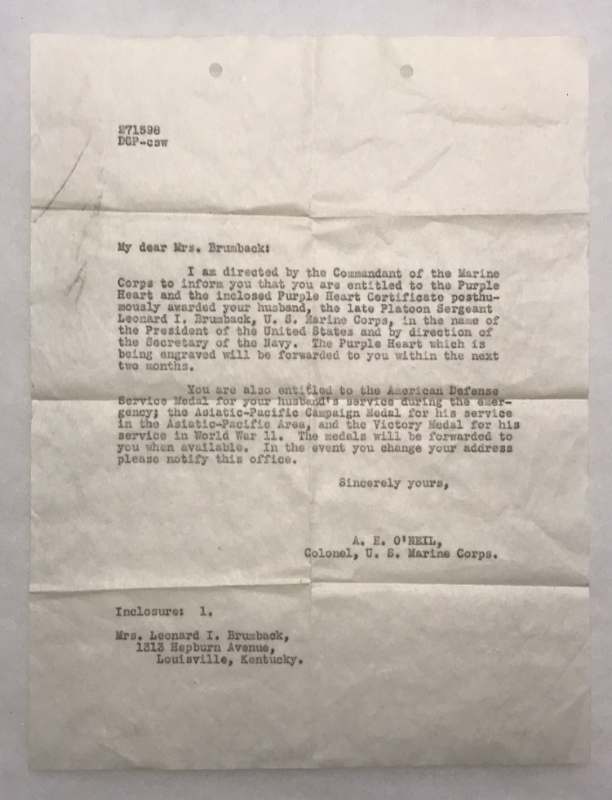 271598
DGP-csw
My dear Mrs. Brumback:
I am directed by the Commandant of the Marine
Corps to inform you that you are entitled to the Purple
Heart and the inclosed Purple Heart Certificate posthu-
mously awarded your husband, the late Platoon Sergeant
Leonard I. Brumback, U. S. Marine Corps, in the name of
the President of the United States and by direction of
the Secretary of the Navy. The Purple Heart which is
being engraved will be forwarded to you within the next
two months.
You are also entitled to the American Defense
Service Medal for your husband's service during the emer-
gency; the Asiatic-Pacific Campaign Medal for his service
in the Asiatic-Pacific Area, and the Victory Medal for his
service in World War 11. The medals will be forwarded to
you when available. In the event you change your address
please notify this office.
Sincerely yours,
A. E. O'NEIL,
Colonel, U. S. Marine Corps.
Inclosure: 1.
Mrs. Leonard I. Brumback,
1313 Hepburn Avenue,
Louisville, Kentucky.